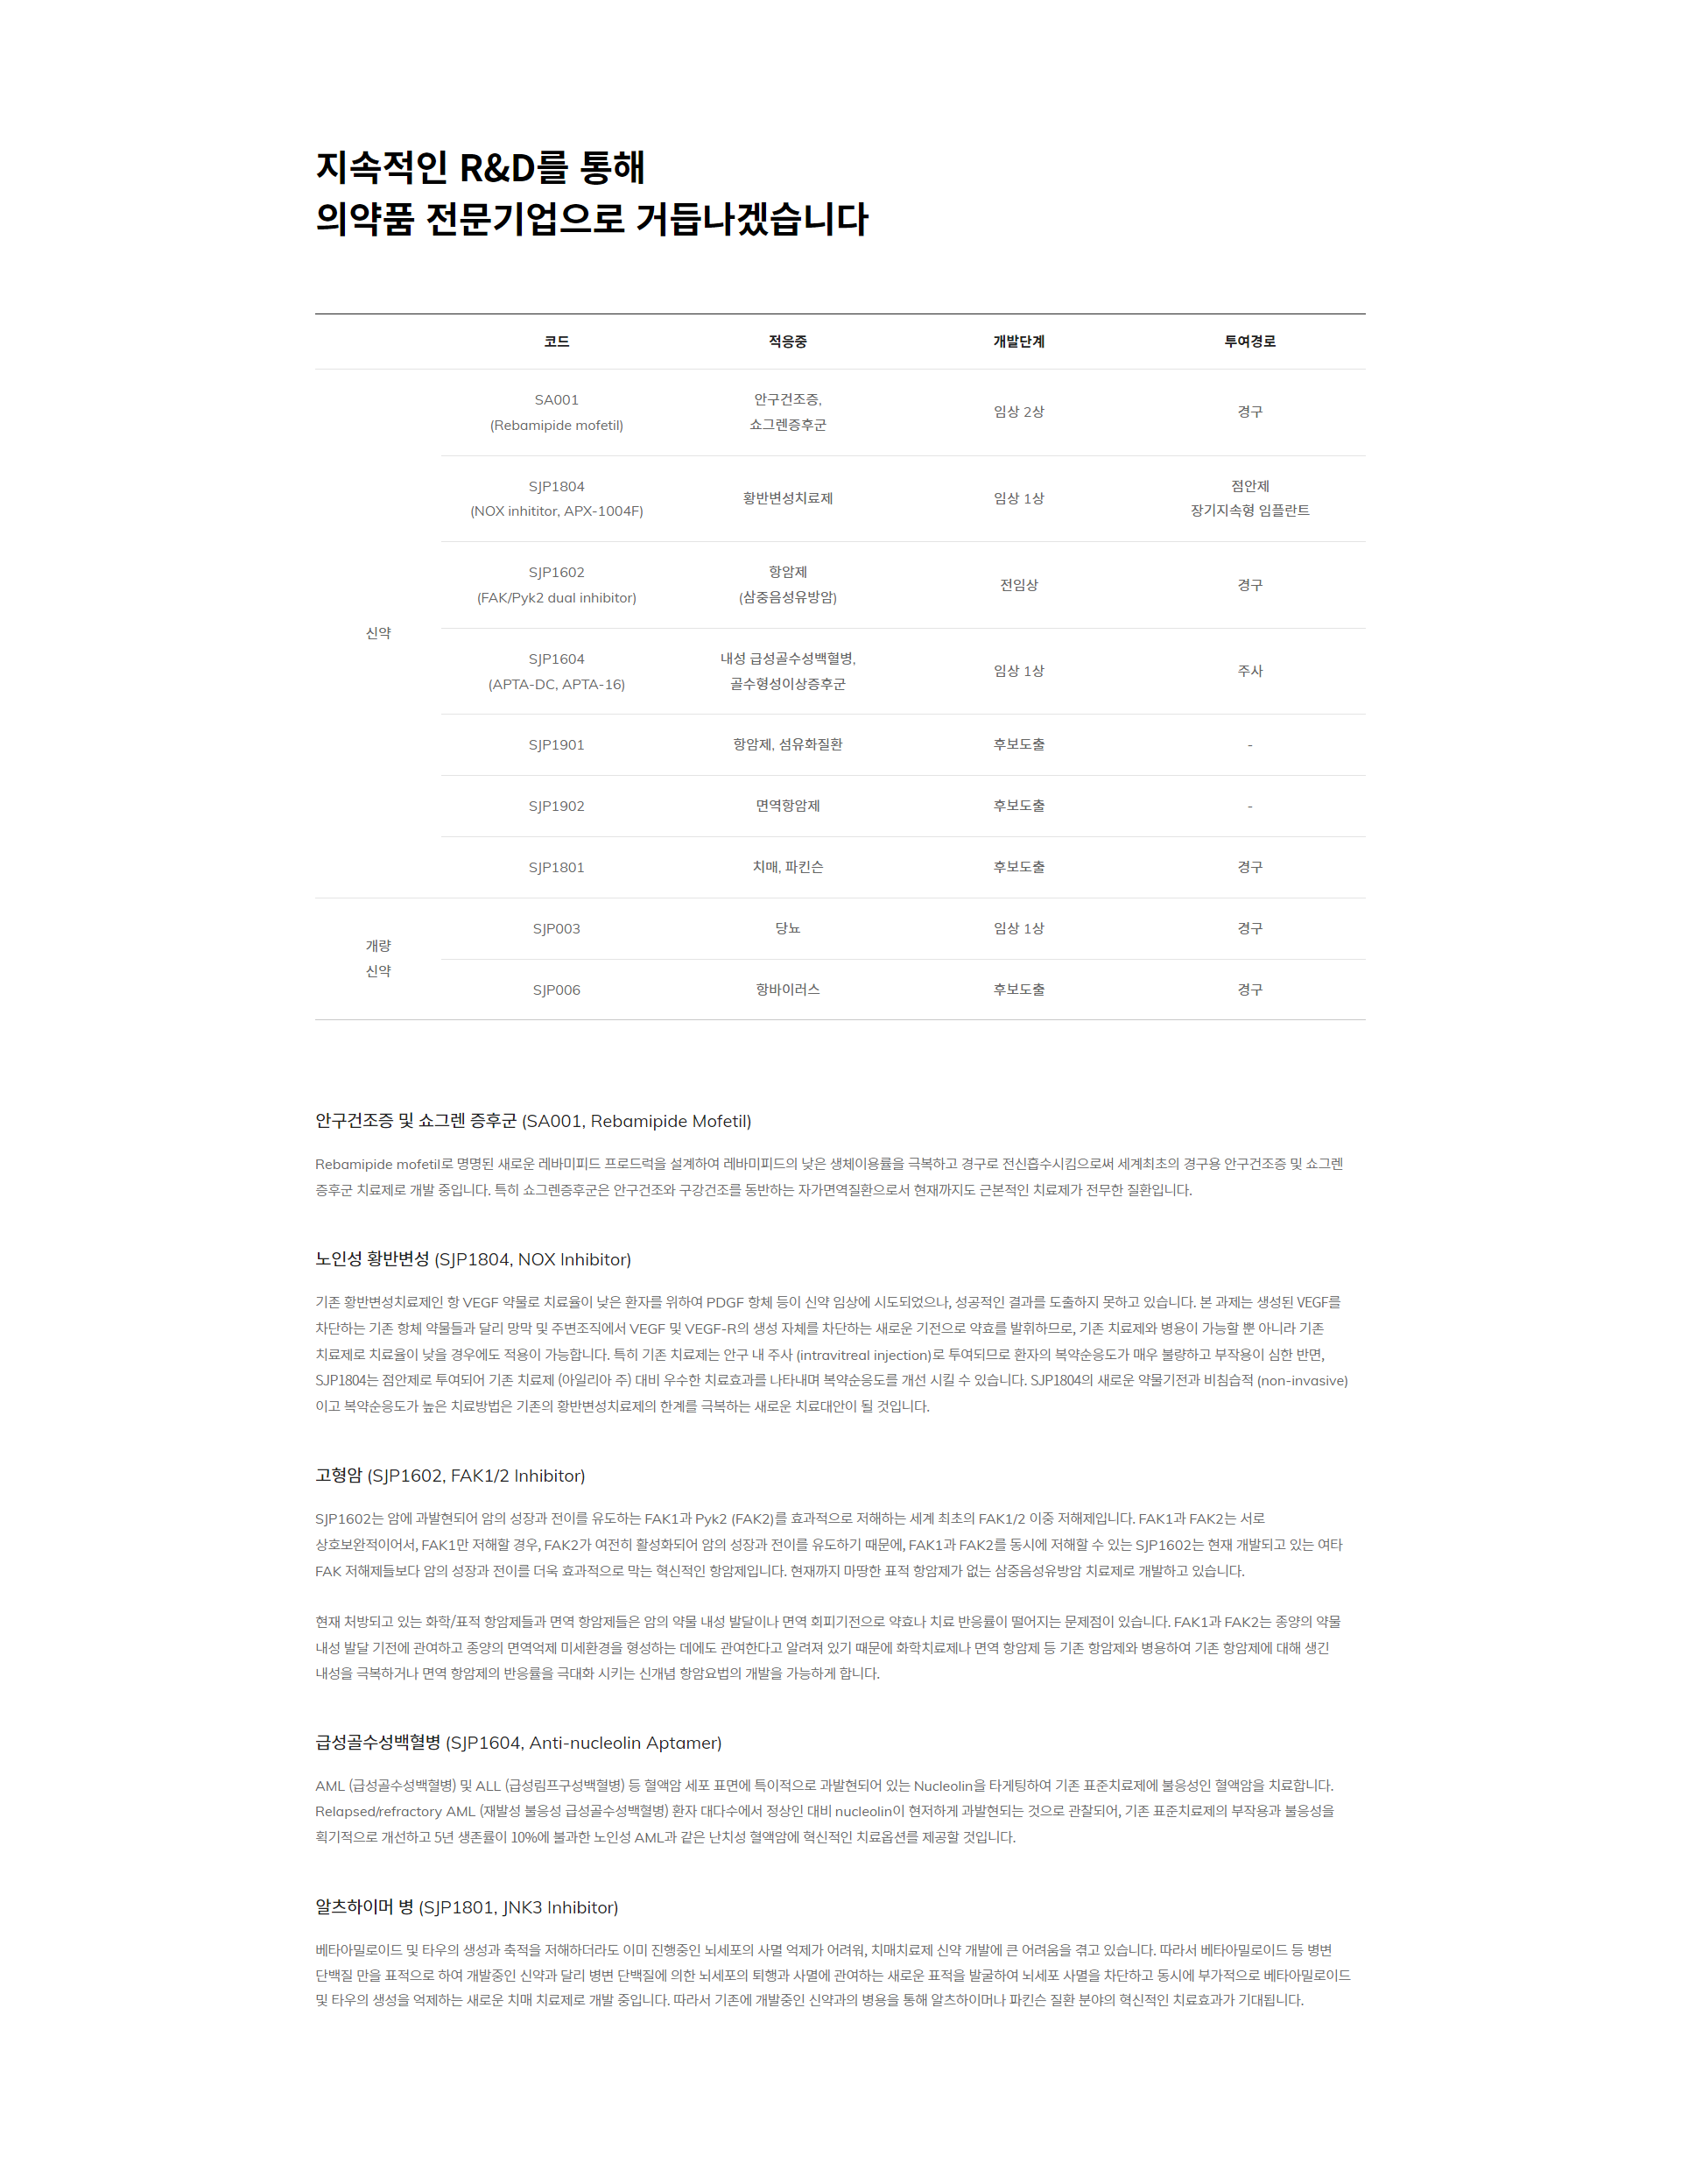 지속적인 R&D를 통해
의약품 전문기업으로 거듭나겠습니다
코드 적응중 개발단계 투여경로
신약
SA001
(Rebamipide mofetil)
안구건조증,
쇼그렌증후군
임상 2상
경구
SJP1804
(NOX inhititor, APX-1004F)
황반변성치료제
임상 1상
점안제
장기지속형 임플란트
SJP1602
(FAK/Pyk2 dual inhibitor)
항암제
(삼중음성유방암)
전임상
경구
SJP1604
(APTA-DC, APTA-16)
내성 급성골수성백혈병,
골수형성이상증후군
임상 1상
주사
SJP1901 항암제, 섬유화질환 후보도출 -
SJP1902 면역항암제 후보도출 -
SJP1801 치매, 파킨슨 후보도출 경구
개량
신약
SJP003 당뇨 임상 1상 경구
SJP006 항바이러스 후보도출 경구
안구건조증 및 쇼그렌 증후군 (SA001, Rebamipide Mofetil)
Rebamipide mofetil로 명명된 새로운 레바미피드 프로드럭을 설계하여 레바미피드의 낮은 생체이용률을 극복하고 경구로 전신흡수시킴으로써 세계최초의 경구용 안구건조증 및 쇼그렌
증후군 치료제로 개발 중입니다. 특히 쇼그렌증후군은 안구건조와 구강건조를 동반하는 자가면역질환으로서 현재까지도 근본적인 치료제가 전무한 질환입니다.
노인성 황반변성 (SJP1804, NOX Inhibitor)
기존 황반변성치료제인 항 VEGF 약물로 치료율이 낮은 환자를 위하여 PDGF 항체 등이 신약 임상에 시도되었으나, 성공적인 결과를 도출하지 못하고 있습니다. 본 과제는 생성된 VEGF를
차단하는 기존 항체 약물들과 달리 망막 및 주변조직에서 VEGF 및 VEGF-R의 생성 자체를 차단하는 새로운 기전으로 약효를 발휘하므로, 기존 치료제와 병용이 가능할 뿐 아니라 기존
치료제로 치료율이 낮을 경우에도 적용이 가능합니다. 특히 기존 치료제는 안구 내 주사 (intravitreal injection)로 투여되므로 환자의 복약순응도가 매우 불량하고 부작용이 심한 반면,
SJP1804는 점안제로 투여되어 기존 치료제 (아일리아 주) 대비 우수한 치료효과를 나타내며 복약순응도를 개선 시킬 수 있습니다. SJP1804의 새로운 약물기전과 비침습적 (non-invasive)
이고 복약순응도가 높은 치료방법은 기존의 황반변성치료제의 한계를 극복하는 새로운 치료대안이 될 것입니다.
고형암 (SJP1602, FAK1/2 Inhibitor)
SJP1602는 암에 과발현되어 암의 성장과 전이를 유도하는 FAK1과 Pyk2 (FAK2)를 효과적으로 저해하는 세계 최초의 FAK1/2 이중 저해제입니다. FAK1과 FAK2는 서로
상호보완적이어서, FAK1만 저해할 경우, FAK2가 여전히 활성화되어 암의 성장과 전이를 유도하기 때문에, FAK1과 FAK2를 동시에 저해할 수 있는 SJP1602는 현재 개발되고 있는 여타
FAK 저해제들보다 암의 성장과 전이를 더욱 효과적으로 막는 혁신적인 항암제입니다. 현재까지 마땅한 표적 항암제가 없는 삼중음성유방암 치료제로 개발하고 있습니다.
현재 처방되고 있는 화학/표적 항암제들과 면역 항암제들은 암의 약물 내성 발달이나 면역 회피기전으로 약효나 치료 반응률이 떨어지는 문제점이 있습니다. FAK1과 FAK2는 종양의 약물
내성 발달 기전에 관여하고 종양의 면역억제 미세환경을 형성하는 데에도 관여한다고 알려져 있기 때문에 화학치료제나 면역 항암제 등 기존 항암제와 병용하여 기존 항암제에 대해 생긴
내성을 극복하거나 면역 항암제의 반응률을 극대화 시키는 신개념 항암요법의 개발을 가능하게 합니다.
급성골수성백혈병 (SJP1604, Anti-nucleolin Aptamer)
AML (급성골수성백혈병) 및 ALL (급성림프구성백혈병) 등 혈액암 세포 표면에 특이적으로 과발현되어 있는 Nucleolin을 타게팅하여 기존 표준치료제에 불응성인 혈액암을 치료합니다.
Relapsed/refractory AML (재발성 불응성 급성골수성백혈병) 환자 대다수에서 정상인 대비 nucleolin이 현저하게 과발현되는 것으로 관찰되어, 기존 표준치료제의 부작용과 불응성을
획기적으로 개선하고 5년 생존률이 10%에 불과한 노인성 AML과 같은 난치성 혈액암에 혁신적인 치료옵션를 제공할 것입니다.
알츠하이머 병 (SJP1801, JNK3 Inhibitor)
베타아밀로이드 및 타우의 생성과 축적을 저해하더라도 이미 진행중인 뇌세포의 사멸 억제가 어려워, 치매치료제 신약 개발에 큰 어려움을 겪고 있습니다. 따라서 베타아밀로이드 등 병변
단백질 만을 표적으로 하여 개발중인 신약과 달리 병변 단백질에 의한 뇌세포의 퇴행과 사멸에 관여하는 새로운 표적을 발굴하여 뇌세포 사멸을 차단하고 동시에 부가적으로 베타아밀로이드
및 타우의 생성을 억제하는 새로운 치매 치료제로 개발 중입니다. 따라서 기존에 개발중인 신약과의 병용을 통해 알츠하이머나 파킨슨 질환 분야의 혁신적인 치료효과가 기대됩니다.